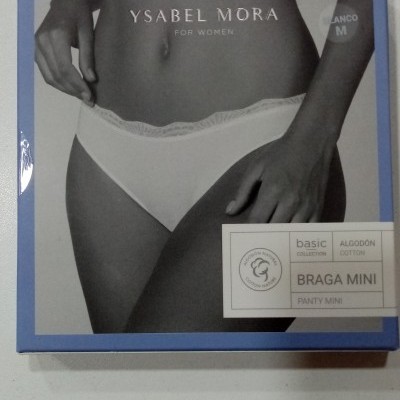 YSABEL MORA
FOR WOMEN
BLANCO
M
basic
COLLECTION
ALGODÓN
COTTON
BRAGA MINI
PANTY MINI